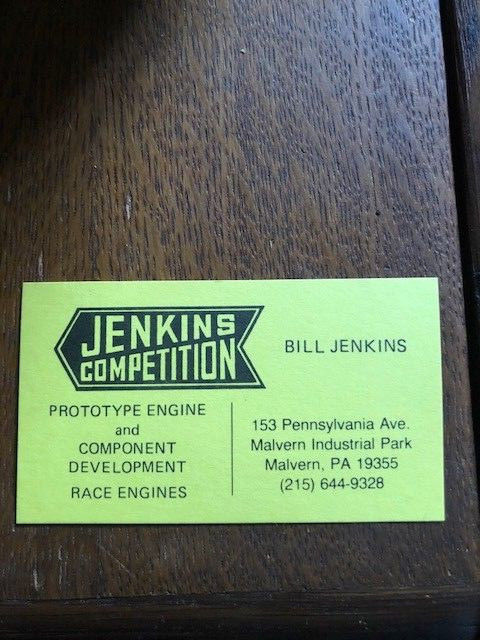 JENKINS
COMPETITION
BILL JENKINS
PROTOTYPE ENGINE
and
COMPONENT
DEVELOPMENT
RACE ENGINES
153 Pennsylvania Ave.
Malvern Industrial Park
Malvern, PA 19355
(215) 644-9328